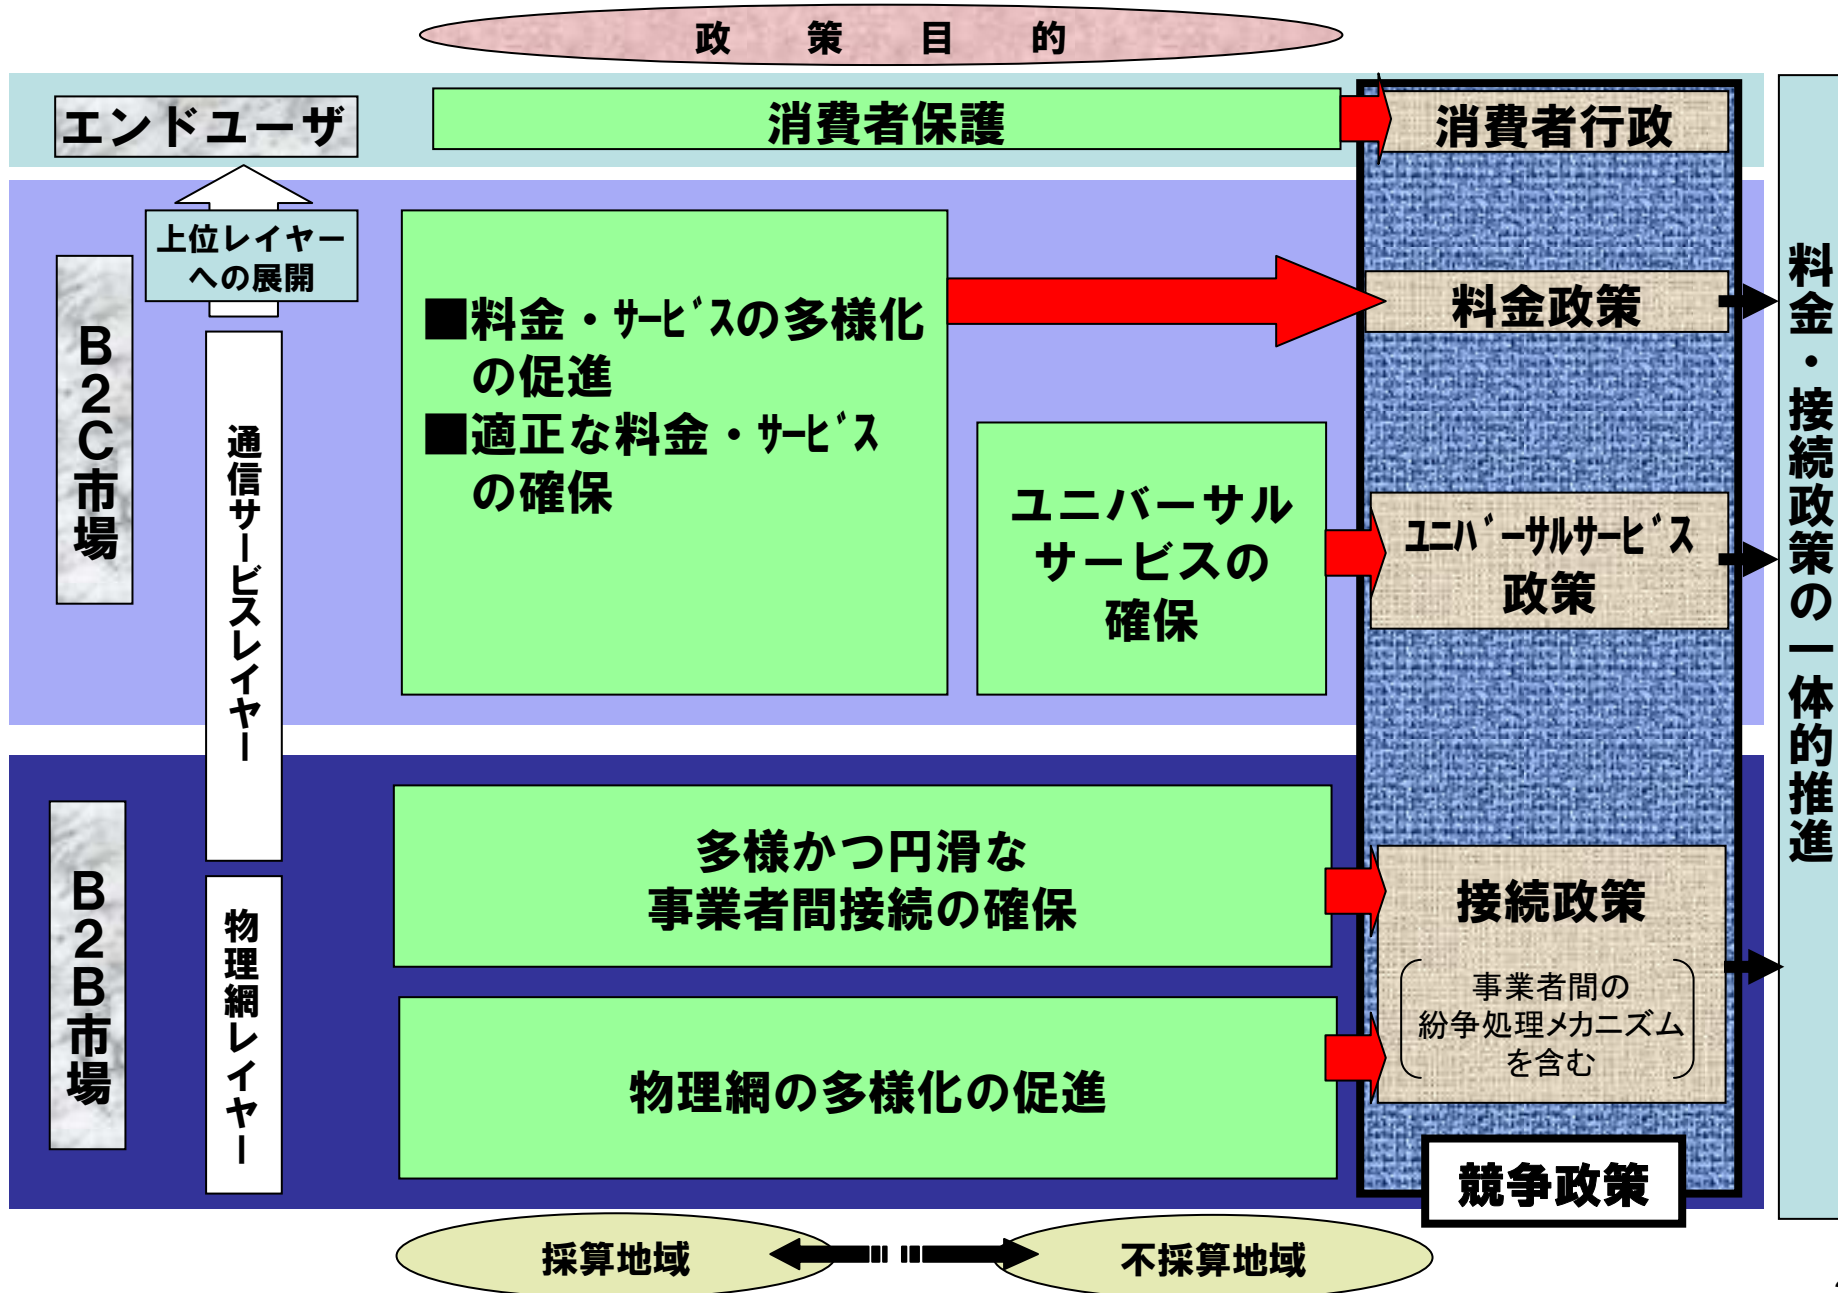 政策目的
エンドユーザ
消費者保護
消費者行政
上位レイヤー
への展開
B2C市場
通信サービスレイヤー
■料金・ｻｰﾋﾞｽの多様化
の促進
■適正な料金・ｻｰﾋﾞｽ
の確保
料金政策
ユニバーサル
サービスの
確保
ﾕﾆﾊﾞｰｻﾙｻｰﾋﾞｽ
政策
料金・接続政策の一体的推進
B2B市場
物理網レイヤー
多様かつ円滑な
事業者間接続の確保
接続政策
事業者間の
紛争処理メカニズム
を含む
物理網の多様化の促進
競争政策
採算地域
不採算地域